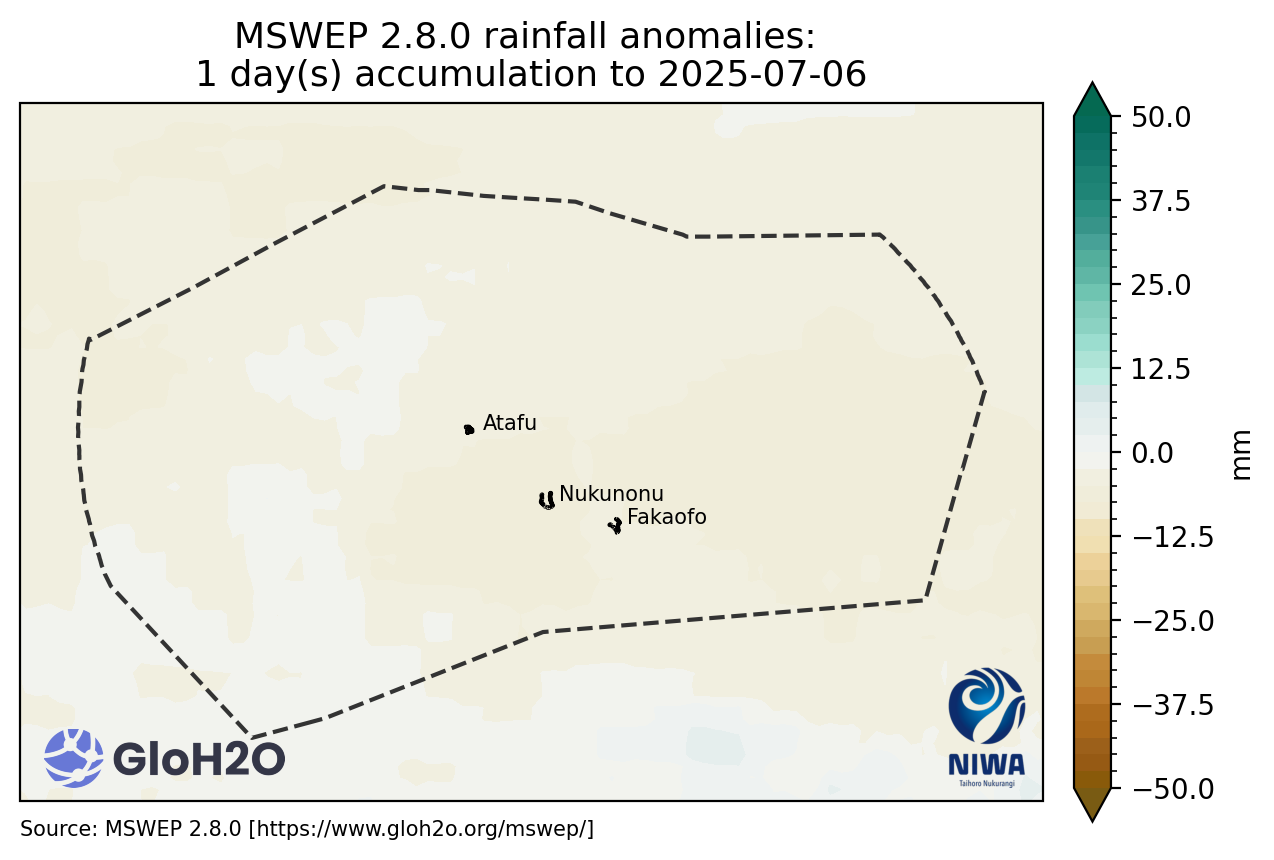 MSWEP 2.8.0 rainfall anomalies:
1 day(s) accumulation to 2025-07-06
50.0
37.5
25.0
12.5
0.0
−12.5
−25.0
−37.5
−50.0
mm
Atafu
Nukunonu
Fakaofo
GloH2O
NIWA
Taihoro Nukurangi
Source: MSWEP 2.8.0 [https://www.gloh2o.org/mswep/]